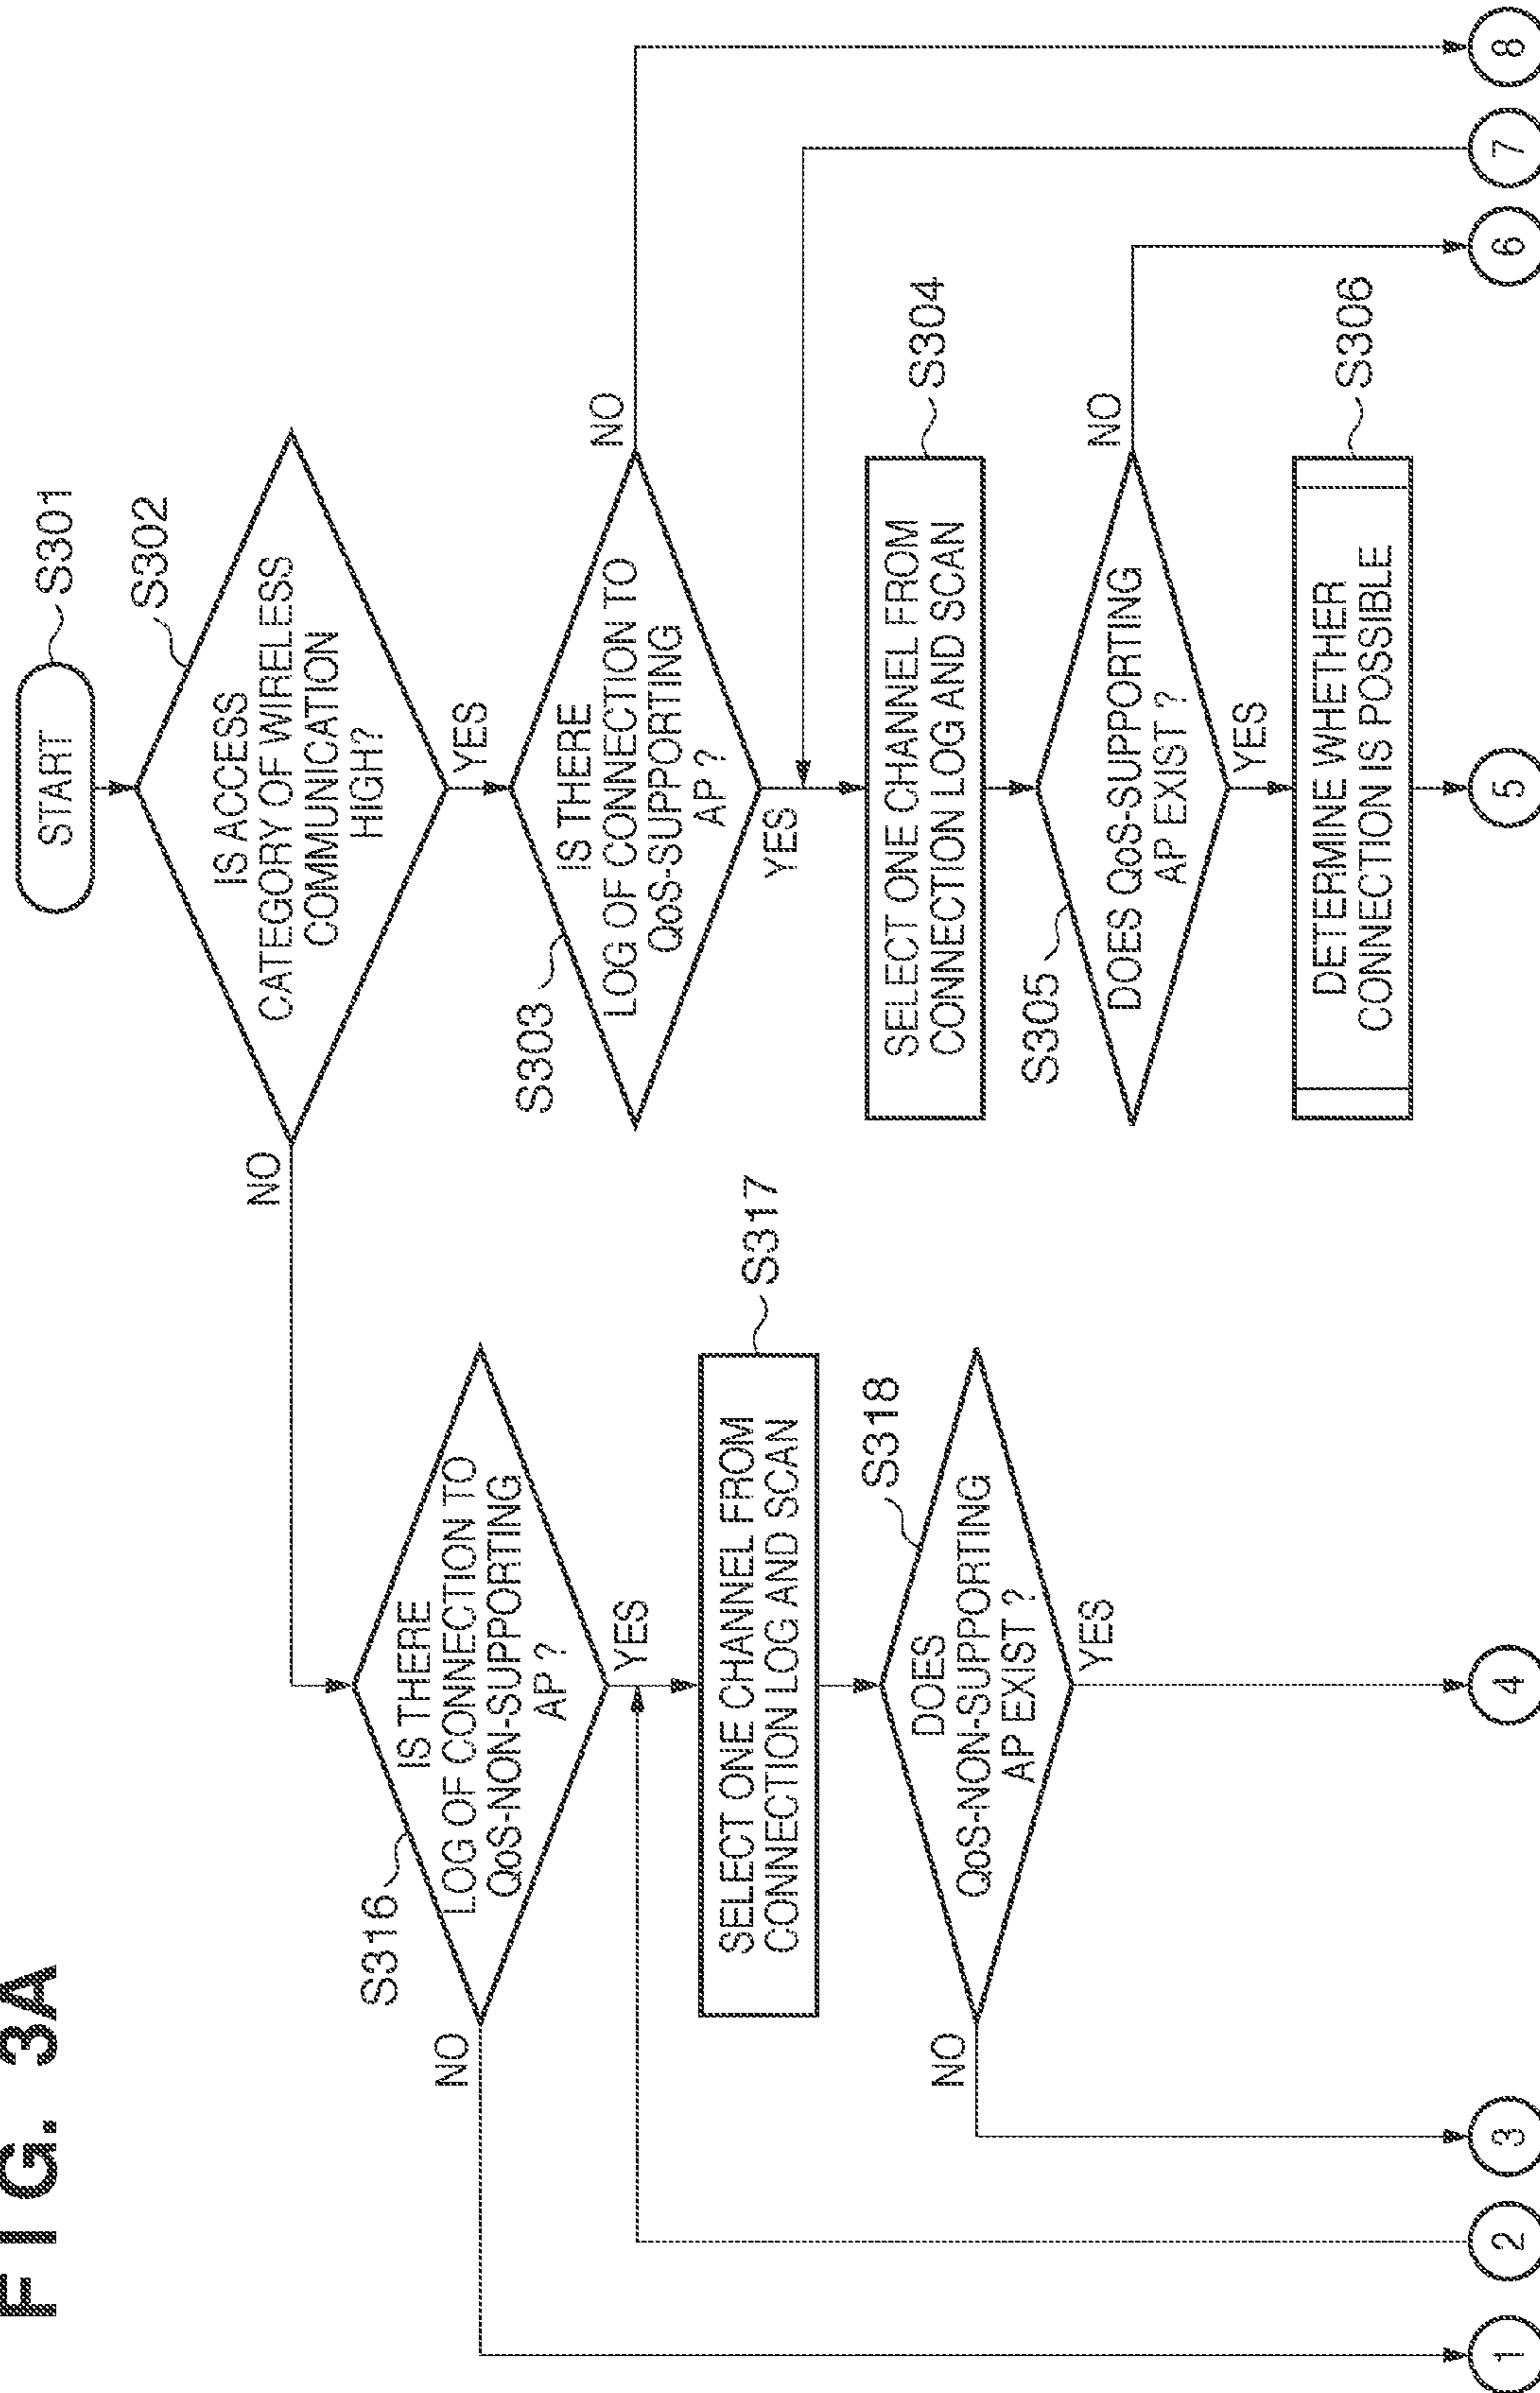 FIG. 3A
START
S301
IS ACCESS
CATEGORY OF WIRELESS
COMMUNICATION
HIGH?
S302
NO
YES
IS THERE
LOG OF CONNECTION TO
QoS-NON-SUPPORTING
AP ?
S316
NO
YES
IS THERE
LOG OF CONNECTION TO
QoS-SUPPORTING
AP ?
S303
NO
YES
SELECT ONE CHANNEL FROM
CONNECTION LOG AND SCAN
S317
SELECT ONE CHANNEL FROM
CONNECTION LOG AND SCAN
S304
DOES
QoS-NON-SUPPORTING
AP EXIST ?
S318
NO
YES
DOES QoS-SUPPORTING
AP EXIST ?
S305
NO
YES
DETERMINE WHETHER
CONNECTION IS POSSIBLE
S306
1
2
3
4
5
6
7
8